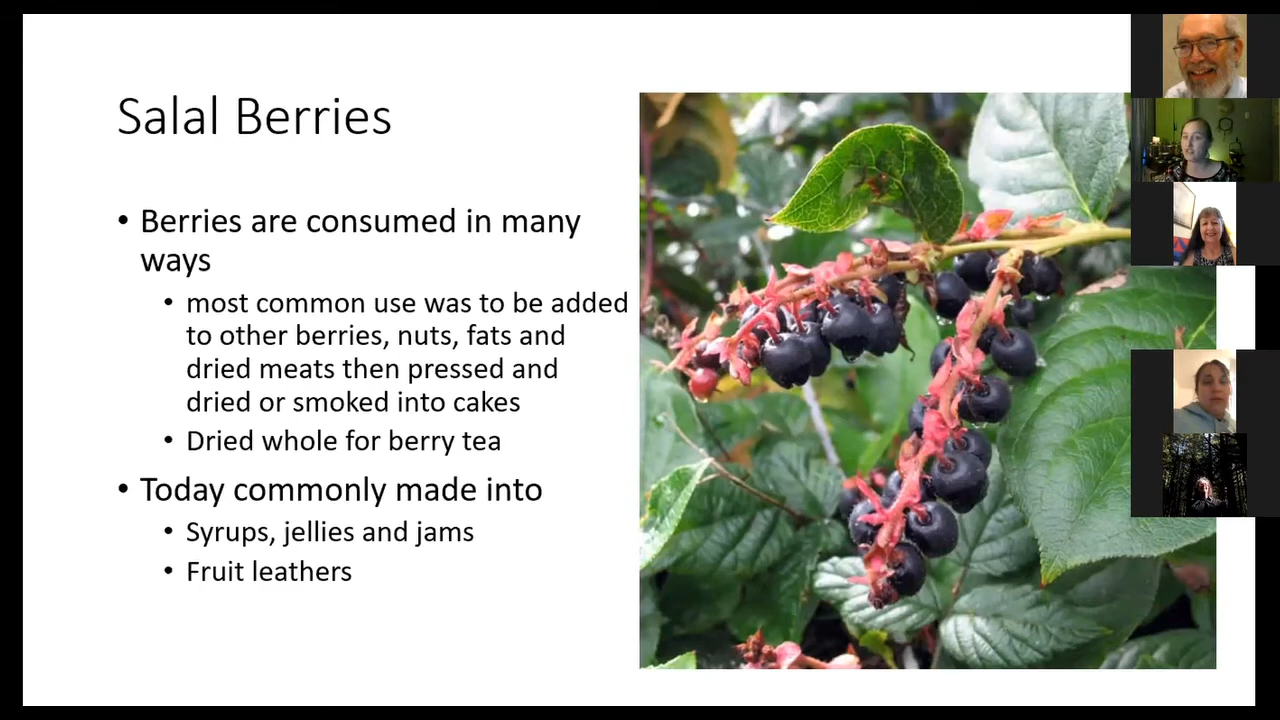 Salal Berries
• Berries are consumed in many
ways
• most common use was to be added
to other berries, nuts, fats and
dried meats then pressed and
dried or smoked into cakes
• Dried whole for berry tea
• Today commonly made into
• Syrups, jellies and jams
• Fruit leathers